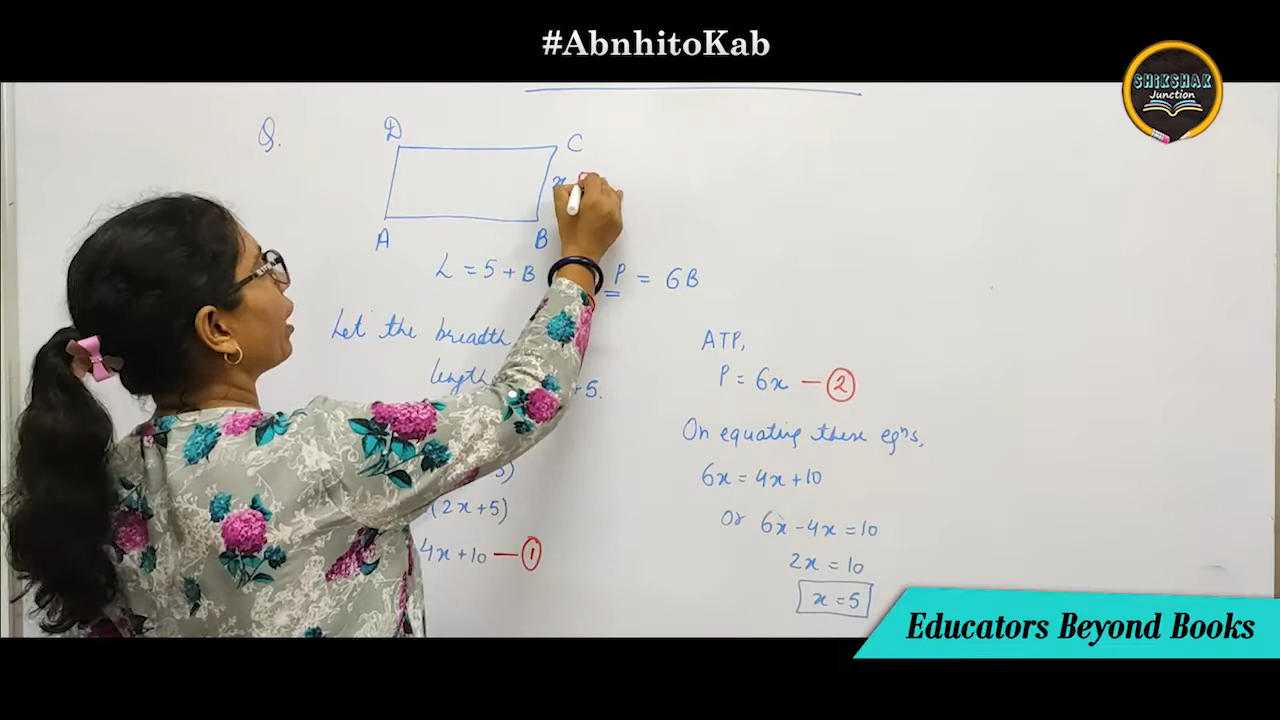 #AbnhitoKab
SHIKSHAK
Junction
Q.
D
C
x
A
B
L = 5 + B
P = 6B
Let the breadth
length
+5.
ATP,
P = 6x — ②
On equating these eqns,
6x = 4x + 10
Or 6x - 4x = 10
2x = 10
x = 5
)
(2x + 5)
4x + 10 — ①
Educators Beyond Books